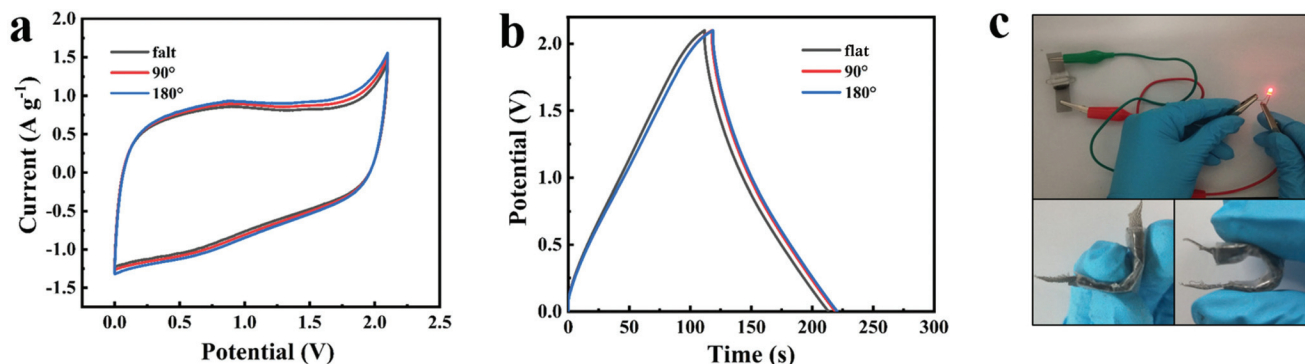 a
Current (A g⁻¹)
2.0
1.5
1.0
0.5
0.0
-0.5
-1.0
-1.5
falt
90°
180°
0.0 0.5 1.0 1.5 2.0 2.5
Potential (V)
b
Potential (V)
2.0
1.5
1.0
0.5
0.0
flat
90°
180°
0 50 100 150 200 250 300
Time (s)
c